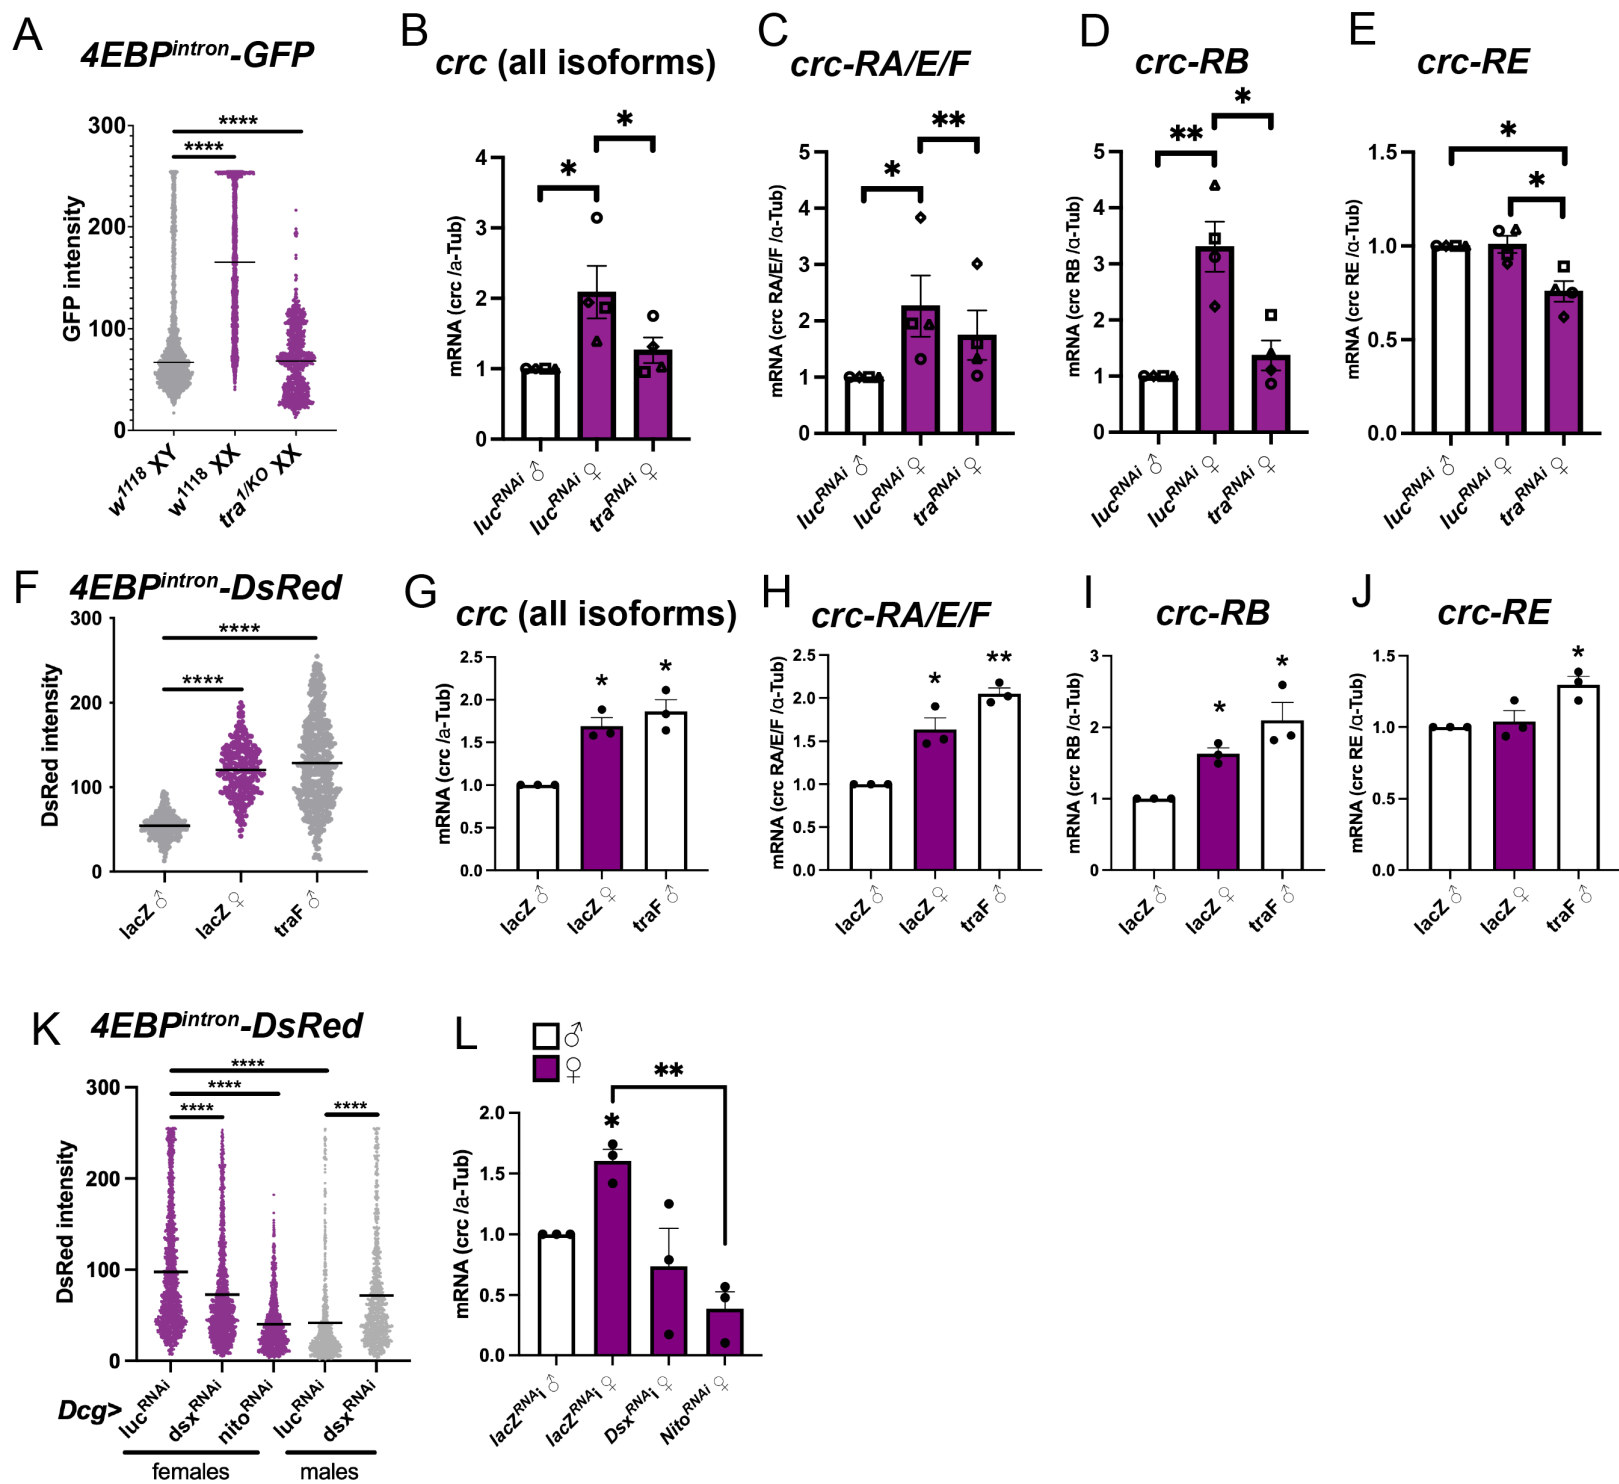 A
4EBPintron-GFP
GFP intensity
300
200
100
0
****
****
w1118 XY
w1118 XX
tra1/KO XX
B
crc (all isoforms)
mRNA (crc /a-Tub)
4
3
2
1
0
*
*
lucRNAi ♂
lucRNAi ♀
traRNAi ♀
C
crc-RA/E/F
mRNA (crc RA/E/F /α-Tub)
5
4
3
2
1
0
*
**
lucRNAi ♂
lucRNAi ♀
traRNAi ♀
D
crc-RB
mRNA (crc RB /α-Tub)
5
4
3
2
1
0
**
*
lucRNAi ♂
lucRNAi ♀
traRNAi ♀
E
crc-RE
mRNA (crc RE /α-Tub)
1.5
1.0
0.5
0.0
*
*
lucRNAi ♂
lucRNAi ♀
traRNAi ♀
F
4EBPintron-DsRed
DsRed intensity
300
200
100
0
****
****
lacZ ♂
lacZ ♀
traF ♂
G
crc (all isoforms)
mRNA (crc /a-Tub)
2.5
2.0
1.5
1.0
0.5
0.0
*
*
lacZ ♂
lacZ ♀
traF ♂
H
crc-RA/E/F
mRNA (crc RA/E/F /α-Tub)
2.5
2.0
1.5
1.0
0.5
0.0
*
**
lacZ ♂
lacZ ♀
traF ♂
I
crc-RB
mRNA (crc RB /α-Tub)
3
2
1
0
*
*
lacZ ♂
lacZ ♀
traF ♂
J
crc-RE
mRNA (crc RE /α-Tub)
1.5
1.0
0.5
0.0
*
lacZ ♂
lacZ ♀
traF ♂
K
4EBPintron-DsRed
DsRed intensity
300
200
100
0
****
****
****
****
Dcg>
lucRNAi
dsxRNAi
nitoRNAi
lucRNAi
dsxRNAi
females
males
L
♂
♀
mRNA (crc /a-Tub)
2.0
1.5
1.0
0.5
0.0
*
**
lacZRNAi ♂
lacZRNAi ♀
DsxRNAi ♀
NitoRNAi ♀